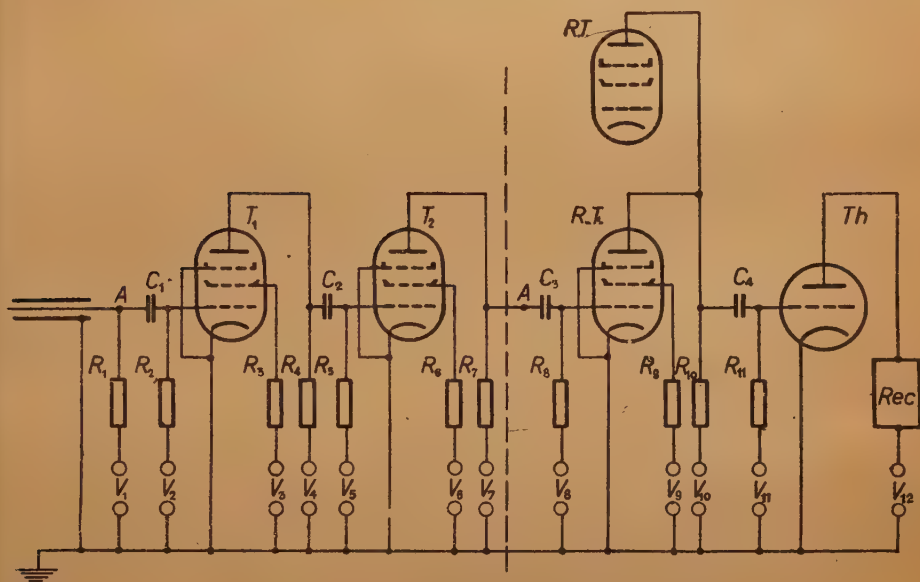 RT
T₁ T₂ R.T. Th
A C₁ C₂ A C₃ C₄
R₁ R₂ R₃ R₄ R₅ R₆ R₇ R₈ R₉ R₁₀ R₁₁ Rec
V₁ V₂ V₃ V₄ V₅ V₆ V₇ V₈ V₉ V₁₀ V₁₁ V₁₂